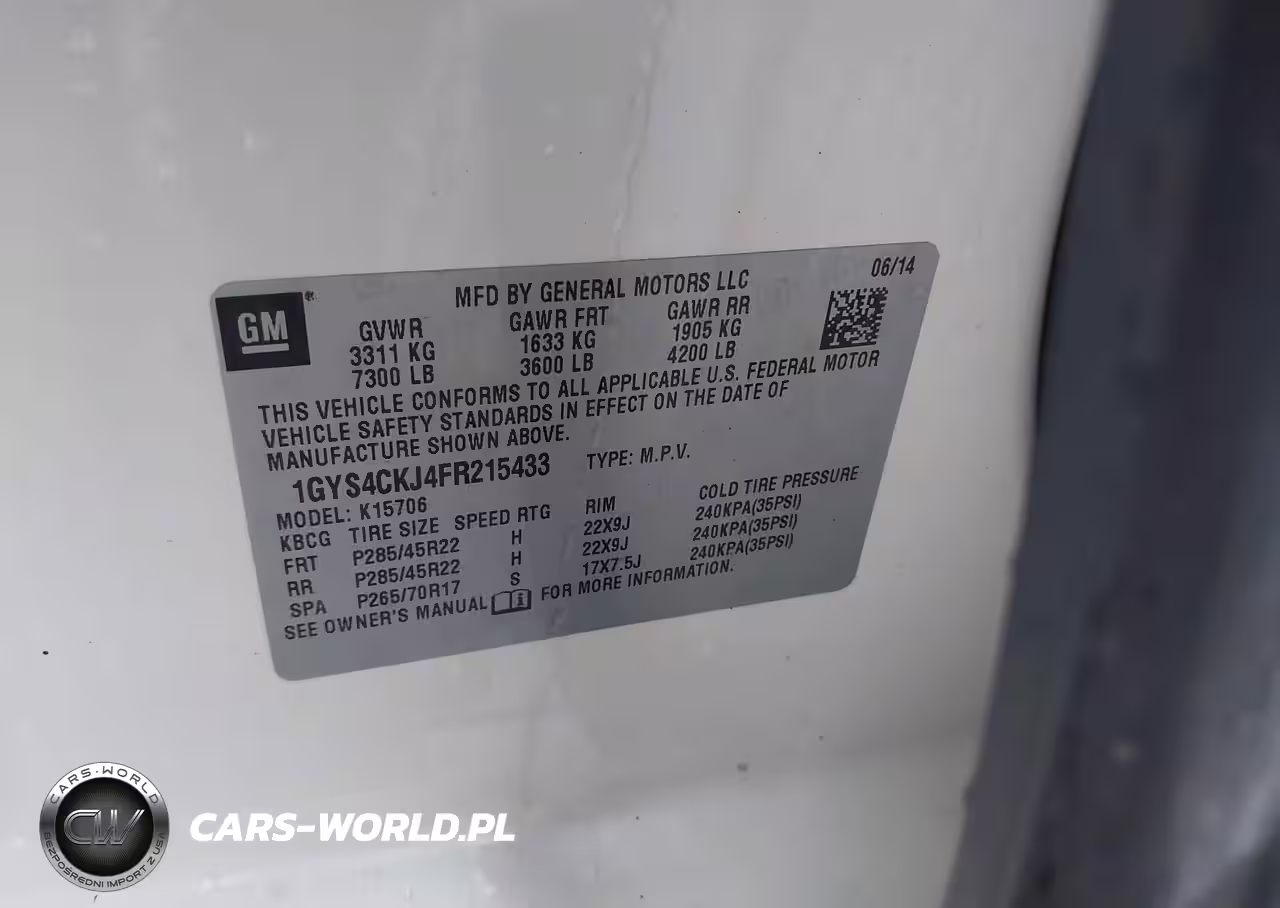 MFD BY GENERAL MOTORS LLC 06/14
GM ®
GVWR GAWR FRT GAWR RR
3311 KG 1633 KG 1905 KG
7300 LB 3600 LB 4200 LB
THIS VEHICLE CONFORMS TO ALL APPLICABLE U.S. FEDERAL MOTOR
VEHICLE SAFETY STANDARDS IN EFFECT ON THE DATE OF
MANUFACTURE SHOWN ABOVE.
1GYS4CKJ4FR215433 TYPE: M.P.V.
MODEL: K15706
KBCG TIRE SIZE SPEED RTG RIM COLD TIRE PRESSURE
FRT P285/45R22 H 22X9J 240KPA(35PSI)
RR P285/45R22 H 22X9J 240KPA(35PSI)
SPA P265/70R17 S 17X7.5J 240KPA(35PSI)
SEE OWNER'S MANUAL FOR MORE INFORMATION.
CARS-WORLD
CW
BEZPOŚREDNI IMPORT Z USA
CARS-WORLD.PL